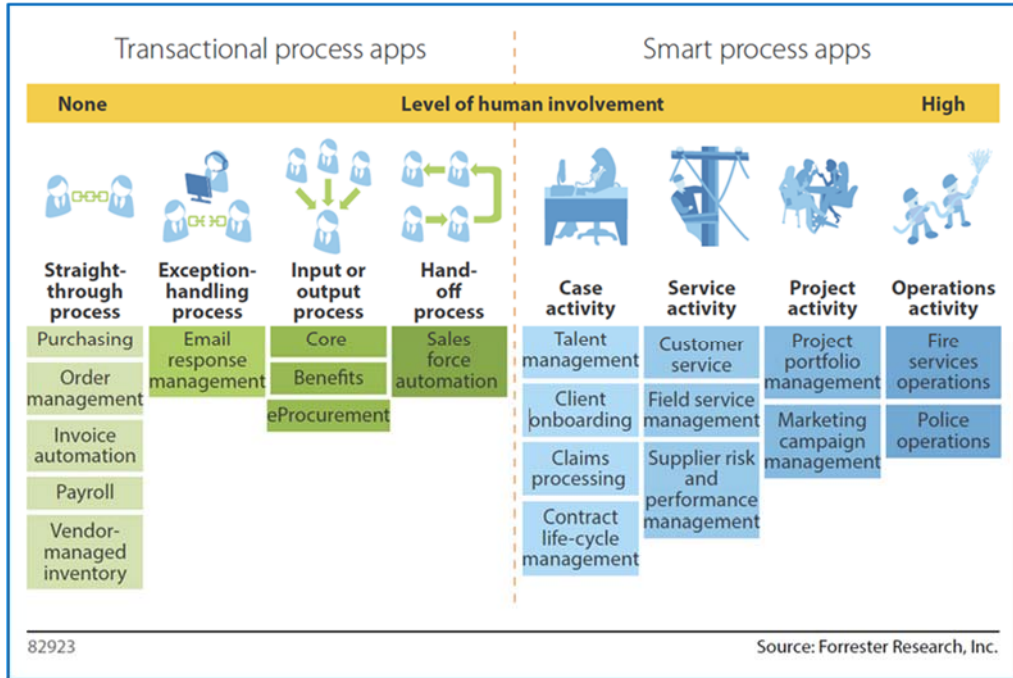 Transactional process apps
Smart process apps
None
Level of human involvement
High
Straight-
through
process
Exception-
handling
process
Input or
output
process
Hand-
off
process
Case
activity
Service
activity
Project
activity
Operations
activity
Purchasing
Order
management
Invoice
automation
Payroll
Vendor-
managed
inventory
Email
response
management
Core
Benefits
eProcurement
Sales
force
automation
Talent
management
Client
onboarding
Claims
processing
Contract
life-cycle
management
Customer
service
Field service
management
Supplier risk
and
performance
management
Project
portfolio
management
Marketing
campaign
management
Fire
services
operations
Police
operations
82923
Source: Forrester Research, Inc.